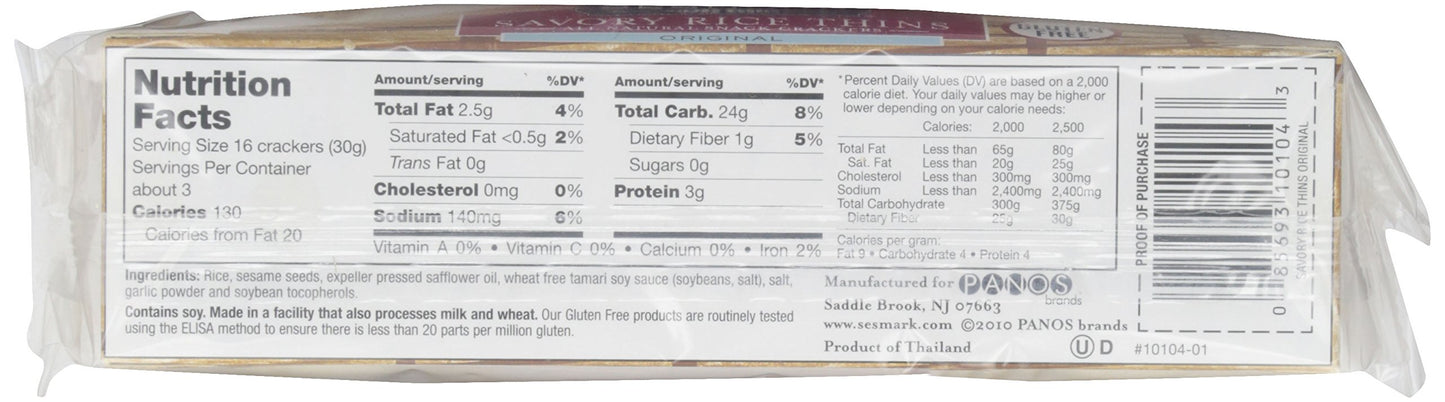 SAVORY RICE THINS
ALL NATURAL SNACK CRACKERS
ORIGINAL
GLUTEN
FREE
Nutrition
Facts
Serving Size 16 crackers (30g)
Servings Per Container
about 3
Calories 130
Calories from Fat 20
Amount/serving %DV*
Total Fat 2.5g 4%
Saturated Fat <0.5g 2%
Trans Fat 0g
Cholesterol 0mg 0%
Sodium 140mg 6%
Amount/serving %DV*
Total Carb. 24g 8%
Dietary Fiber 1g 5%
Sugars 0g
Protein 3g
Vitamin A 0% • Vitamin C 0% • Calcium 0% • Iron 2%
*Percent Daily Values (DV) are based on a 2,000
calorie diet. Your daily values may be higher or
lower depending on your calorie needs:
Calories: 2,000 2,500
Total Fat Less than 65g 80g
Sat. Fat Less than 20g 25g
Cholesterol Less than 300mg 300mg
Sodium Less than 2,400mg 2,400mg
Total Carbohydrate 300g 375g
Dietary Fiber 25g 30g
Calories per gram:
Fat 9 • Carbohydrate 4 • Protein 4
Ingredients: Rice, sesame seeds, expeller pressed safflower oil, wheat free tamari soy sauce (soybeans, salt), salt,
garlic powder and soybean tocopherols.
Contains soy. Made in a facility that also processes milk and wheat. Our Gluten Free products are routinely tested
using the ELISA method to ensure there is less than 20 parts per million gluten.
Manufactured for PANOS
brands
Saddle Brook, NJ 07663
www.sesmark.com ©2010 PANOS brands
Product of Thailand
U D #10104-01
PROOF OF PURCHASE
0 85693 10104 3
SAVORY RICE THINS ORIGINAL